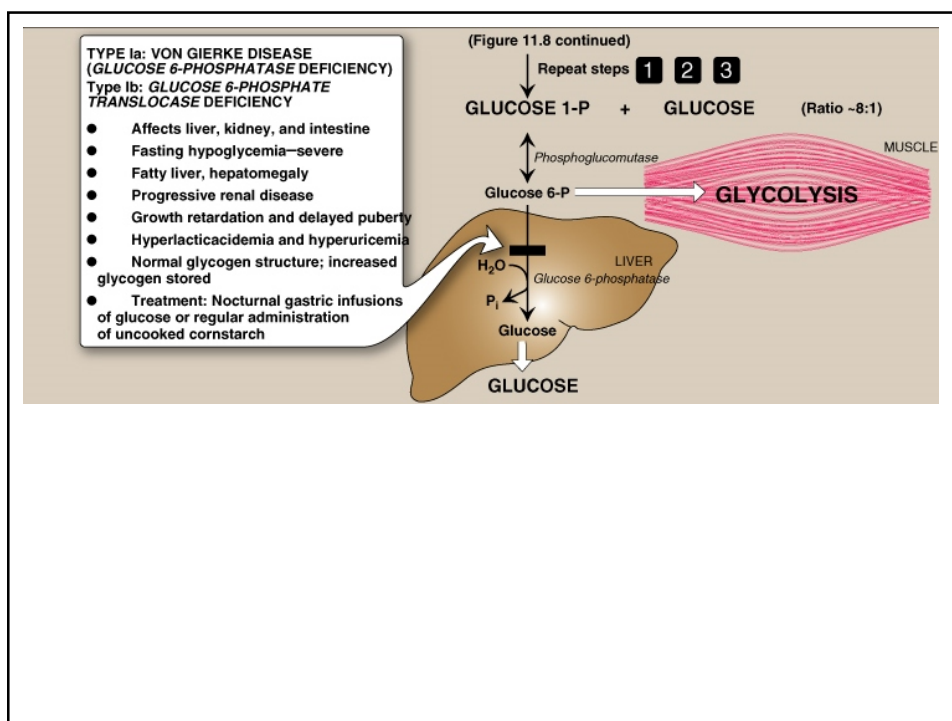 TYPE Ia: VON GIERKE DISEASE
(GLUCOSE 6-PHOSPHATASE DEFICIENCY)
Type Ib: GLUCOSE 6-PHOSPHATE
TRANSLOCASE DEFICIENCY
● Affects liver, kidney, and intestine
● Fasting hypoglycemia—severe
● Fatty liver, hepatomegaly
● Progressive renal disease
● Growth retardation and delayed puberty
● Hyperlacticacidemia and hyperuricemia
● Normal glycogen structure; increased
glycogen stored
● Treatment: Nocturnal gastric infusions
of glucose or regular administration
of uncooked cornstarch
(Figure 11.8 continued)
Repeat steps 1 2 3
GLUCOSE 1-P + GLUCOSE (Ratio ~8:1)
Phosphoglucomutase
MUSCLE
Glucose 6-P
GLYCOLYSIS
LIVER
H₂O
Glucose 6-phosphatase
Pᵢ
Glucose
GLUCOSE